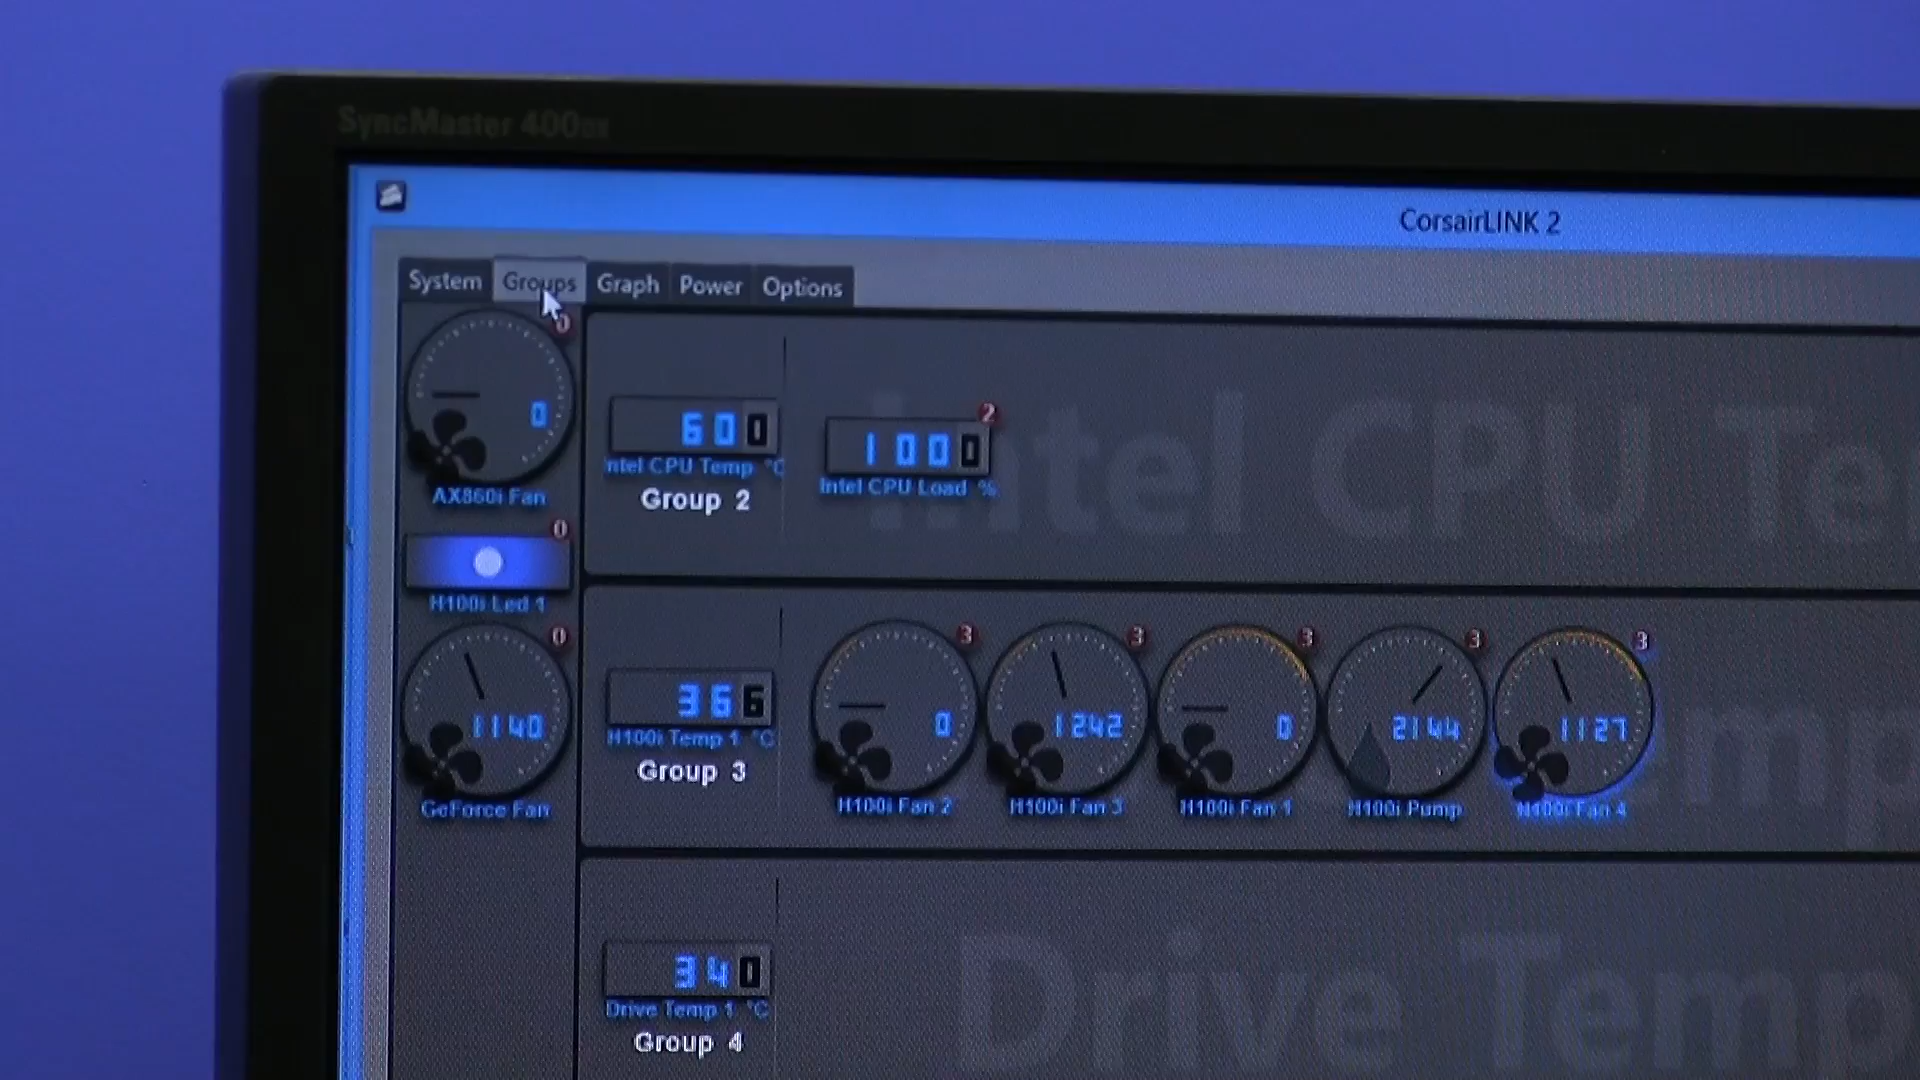 SyncMaster 400DX
CorsairLINK 2
System Groups Graph Power Options
0
0
AX860i Fan
0
H100i Led 1
0
1140
GeForce Fan
600
Intel CPU Temp °C
Group 2
2
1000
Intel CPU Load %
Intel CPU Te
366
H100i Temp 1 °C
Group 3
3
0
H100i Fan 2
3
1242
H100i Fan 3
3
0
H100i Fan 1
3
2144
H100i Pump
3
1127
H100i Fan 4
emp
340
Drive Temp 1 °C
Group 4
Drive Temp